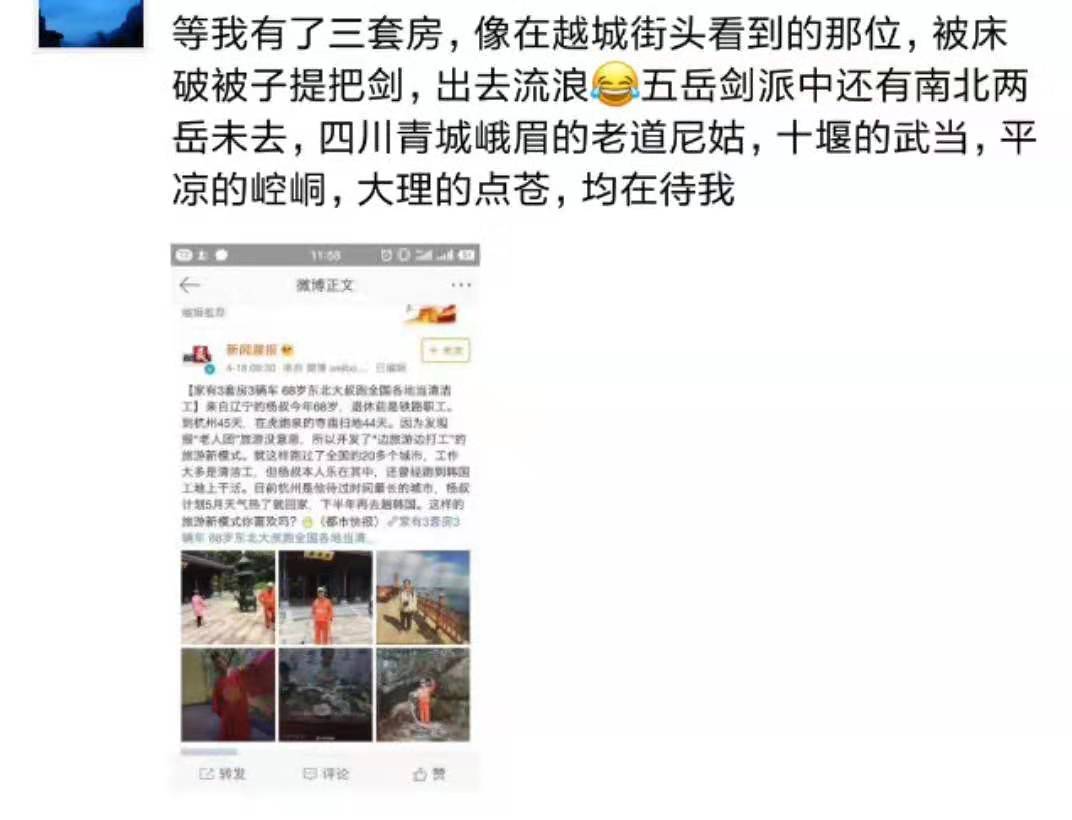 等我有了三套房，像在越城街头看到的那位，被床
破被子提把剑，出去流浪😂五岳剑派中还有南北两
岳未去，四川青城峨眉的老道尼姑，十堰的武当，平
凉的崆峒，大理的点苍，均在待我
11:58
微博正文
编辑推荐
新闻晨报
【家有3套房3辆车 68岁东北大叔跑全国各地当清洁
工】来自辽宁的杨叔今年68岁，退休前是铁路职工。
到杭州45天，在虎跑泉的寺庙扫地44天。因为发现
报“老人团”旅游没意思，所以开发了“边旅游边打工”的
旅游新模式。就这样跑过了全国的20多个城市，工作
大多是清洁工，但杨叔本人乐在其中，还曾经跑到韩国
工地上干活。目前杭州是他待过时间最长的城市，杨叔
计划5月天气热了就回家，下半年再去趟韩国。这样的
旅游新模式你喜欢吗？（都市快报）家有3套房3
辆车 68岁东北大叔跑全国各地当清...
转发
评论
赞